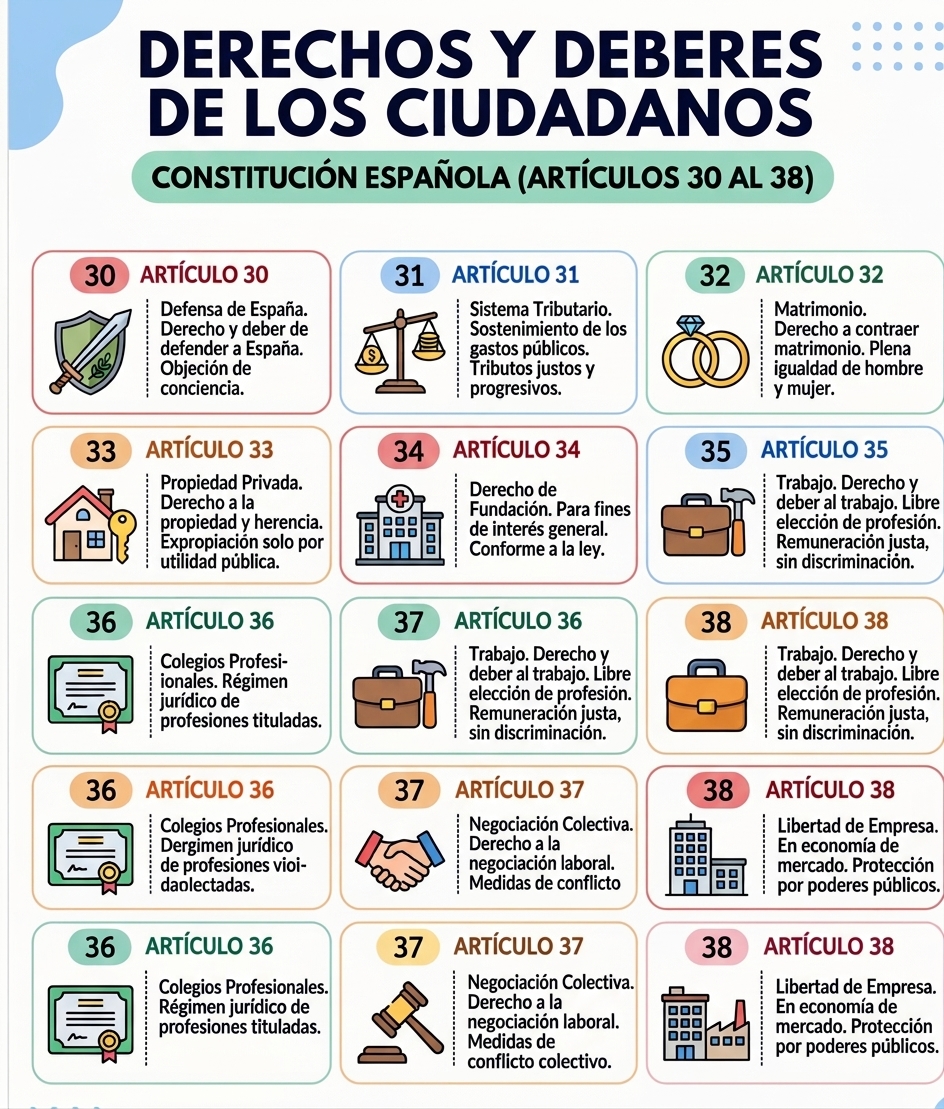 DERECHOS Y DEBERES
DE LOS CIUDADANOS
CONSTITUCIÓN ESPAÑOLA (ARTÍCULOS 30 AL 38)
30 ARTÍCULO 30
Defensa de España.
Derecho y deber de
defender a España.
Objeción de
conciencia.
31 ARTÍCULO 31
$
Sistema Tributario.
Sostenimiento de los
gastos públicos.
Tributos justos y
progresivos.
32 ARTÍCULO 32
Matrimonio.
Derecho a contraer
matrimonio. Plena
igualdad de hombre
y mujer.
33 ARTÍCULO 33
Propiedad Privada.
Derecho a la
propiedad y herencia.
Expropiación solo por
utilidad pública.
34 ARTÍCULO 34
Derecho de
Fundación. Para fines
de interés general.
Conforme a la ley.
35 ARTÍCULO 35
Trabajo. Derecho y
deber al trabajo. Libre
elección de profesión.
Remuneración justa,
sin discriminación.
36 ARTÍCULO 36
Colegios Profesi-
ionales. Régimen
jurídico de
profesiones tituladas.
37 ARTÍCULO 36
Trabajo. Derecho y
deber al trabajo. Libre
elección de profesión.
Remuneración justa,
sin discriminación.
38 ARTÍCULO 38
Trabajo. Derecho y
deber al trabajo. Libre
elección de profesión.
Remuneración justa,
sin discriminación.
36 ARTÍCULO 36
Colegios Profesionales.
Dergimen jurídico
de profesiones vioi-
daolectadas.
37 ARTÍCULO 37
Negociación Colectiva.
Derecho a la
negociación laboral.
Medidas de conflicto
38 ARTÍCULO 38
Libertad de Empresa.
En economía de
mercado. Protección
por poderes públicos.
36 ARTÍCULO 36
Colegios Profesionales.
Régimen jurídico de
profesiones tituladas.
37 ARTÍCULO 37
Negociación Colectiva.
Derecho a la
negociación laboral.
Medidas de
conflicto colectivo.
38 ARTÍCULO 38
Libertad de Empresa.
En economía de
mercado. Protección
por poderes públicos.